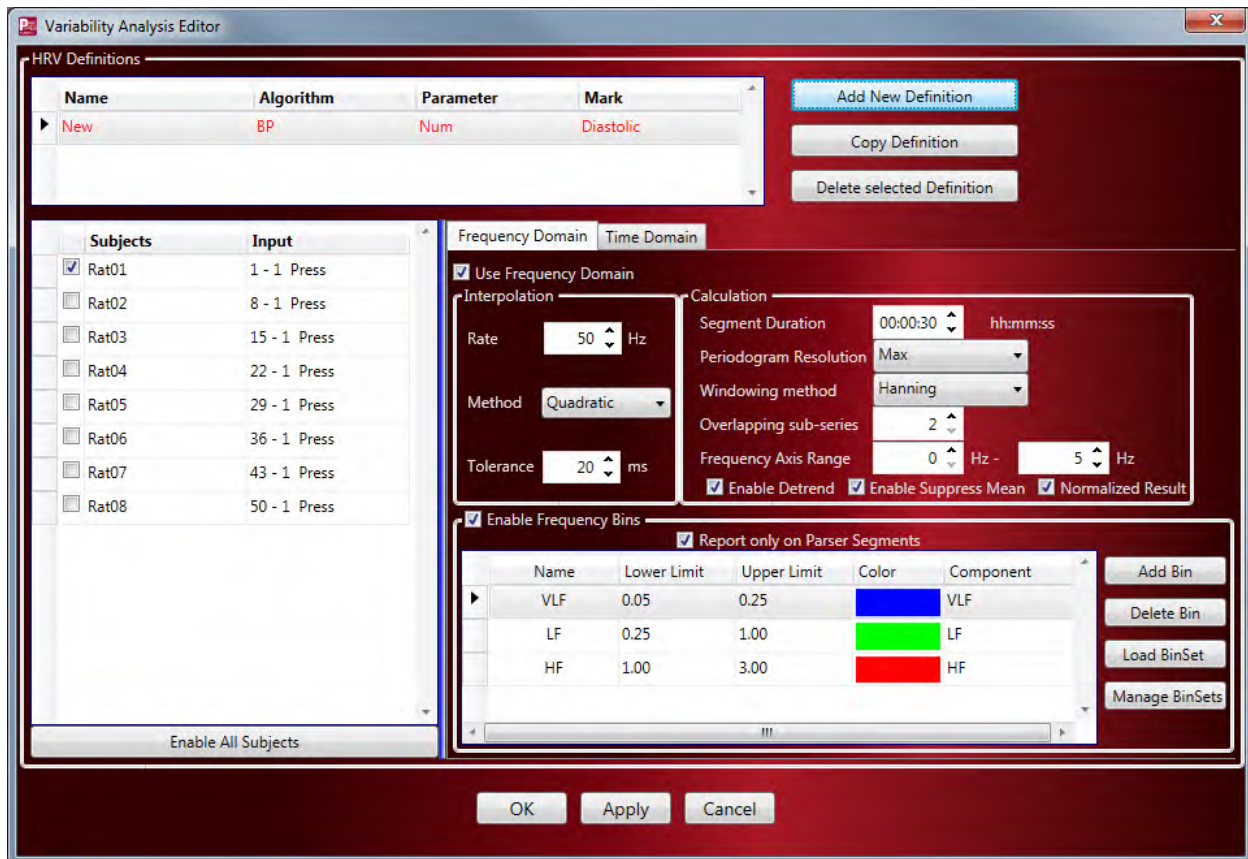 Variability Analysis Editor
HRV Definitions
Name Algorithm Parameter Mark
New BP Num Diastolic
Add New Definition
Copy Definition
Delete selected Definition
Subjects Input
Rat01 1 - 1 Press
Rat02 8 - 1 Press
Rat03 15 - 1 Press
Rat04 22 - 1 Press
Rat05 29 - 1 Press
Rat06 36 - 1 Press
Rat07 43 - 1 Press
Rat08 50 - 1 Press
Enable All Subjects
Frequency Domain Time Domain
Use Frequency Domain
Interpolation
Rate 50 Hz
Method Quadratic
Tolerance 20 ms
Calculation
Segment Duration 00:00:30 hh:mm:ss
Periodogram Resolution Max
Windowing method Hanning
Overlapping sub-series 2
Frequency Axis Range 0 Hz - 5 Hz
Enable Detrend Enable Suppress Mean Normalized Result
Enable Frequency Bins
Report only on Parser Segments
Name Lower Limit Upper Limit Color Component
VLF 0.05 0.25 VLF
LF 0.25 1.00 LF
HF 1.00 3.00 HF
Add Bin
Delete Bin
Load BinSet
Manage BinSets
OK Apply Cancel